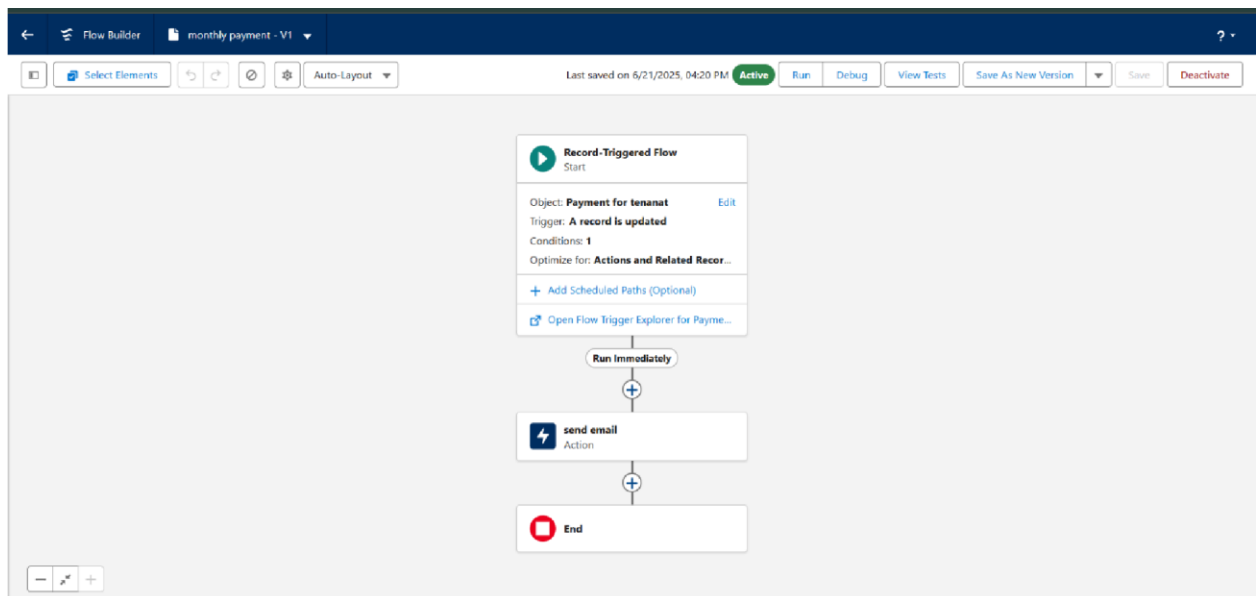 Flow Builder monthly payment - V1 ?
Select Elements Auto-Layout Last saved on 6/21/2025, 04:20 PM Active Run Debug View Tests Save As New Version Save Deactivate
Record-Triggered Flow
Start
Object: Payment for tenanat Edit
Trigger: A record is updated
Conditions: 1
Optimize for: Actions and Related Recor...
+ Add Scheduled Paths (Optional)
Open Flow Trigger Explorer for Payme...
Run Immediately
send email
Action
End